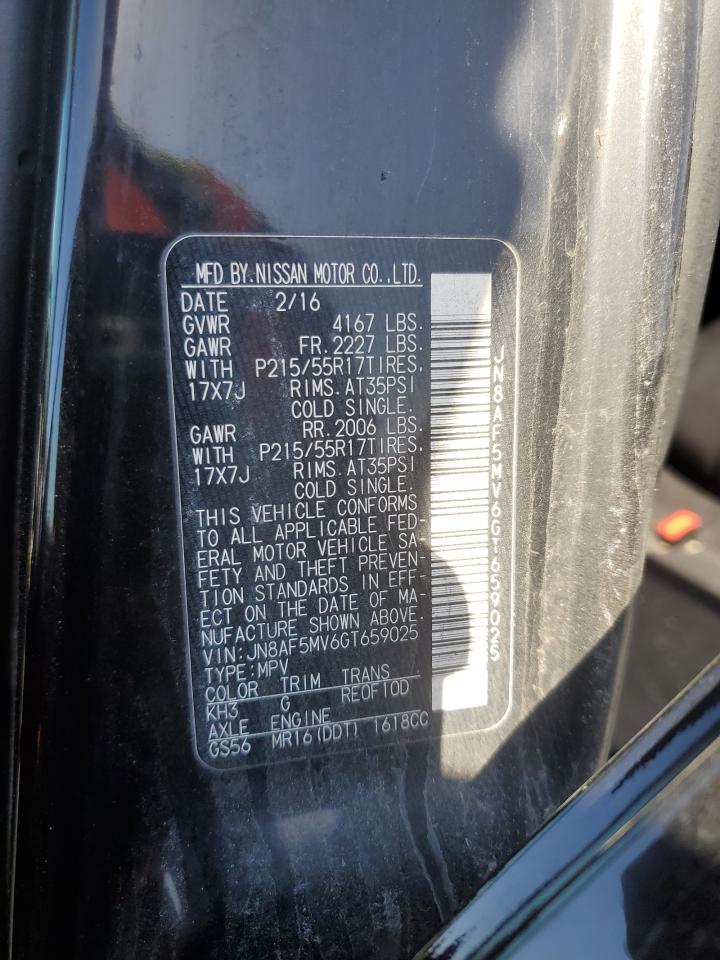 MFD BY.NISSAN MOTOR CO.,LTD.
DATE 2/16
GVWR 4167 LBS.
GAWR FR. 2227 LBS.
WITH P215/55R17TIRES.
17X7J RIMS. AT35PSI
COLD SINGLE.
GAWR RR. 2006 LBS.
WITH P215/55R17TIRES.
17X7J RIMS. AT35PSI
COLD SINGLE.
THIS VEHICLE CONFORMS
TO ALL APPLICABLE FED-
ERAL MOTOR VEHICLE SA-
FETY AND THEFT PREVEN-
TION STANDARDS IN EFF-
ECT ON THE DATE OF MA-
NUFACTURE SHOWN ABOVE.
VIN:JN8AF5MV6GT659025
TYPE:MPV
COLOR TRIM TRANS
KH3 G RE0F10D
AXLE ENGINE
GS56 MR16(DDT) 1618CC
JN8AF5MV6GT659025